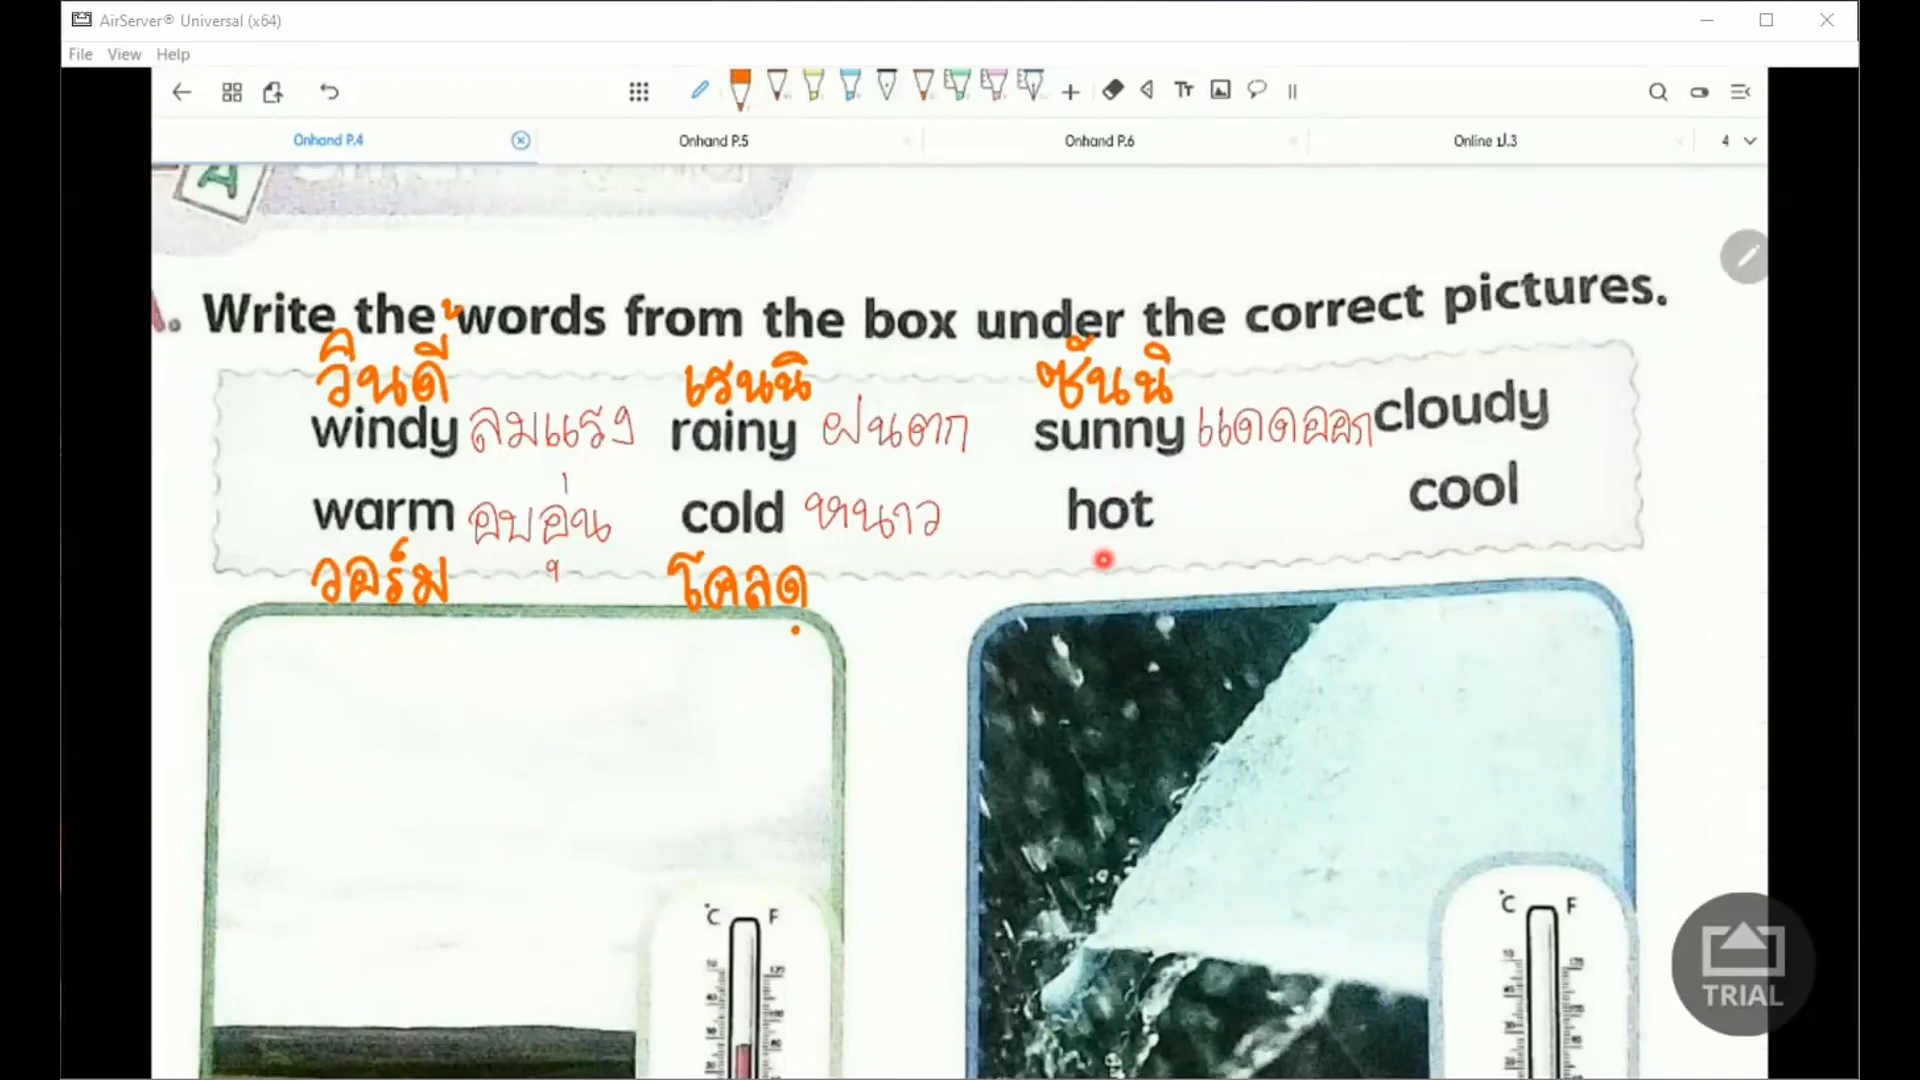 AirServer® Universal (x64)
File View Help
Tr
Onhand P.4 Onhand P.5 Onhand P.6 Online ป.3 4
A
. Write the words from the box under the correct pictures.
วินดี้ เรนนิ ซันนิ
windy ลมแรง rainy ฝนตก sunny แดดออก cloudy
warm อบอุ่น cold หนาว hot cool
วอร์ม โคลด
°C F °C F
TRIAL